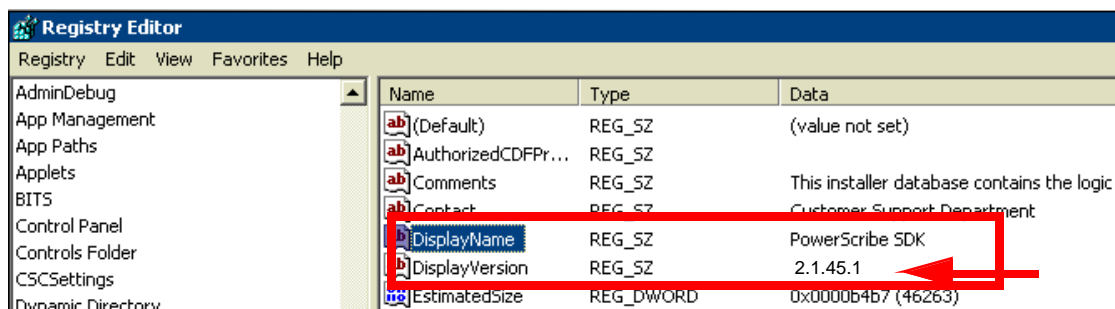 Registry Editor
Registry Edit View Favorites Help
AdminDebug
App Management
App Paths
Applets
BITS
Control Panel
Controls Folder
CSCSettings
Dynamic Directory
Name Type Data
(Default) REG_SZ (value not set)
AuthorizedCDFPr... REG_SZ
Comments REG_SZ This installer database contains the logic
Contact REG_SZ Customer Support Department
DisplayName REG_SZ PowerScribe SDK
DisplayVersion REG_SZ 2.1.45.1
EstimatedSize REG_DWORD 0x0000b4b7 (46263)